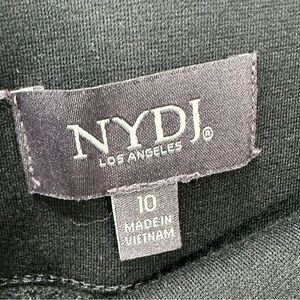 NYDJ®
LOS ANGELES
10
MADE IN
VIETNAM